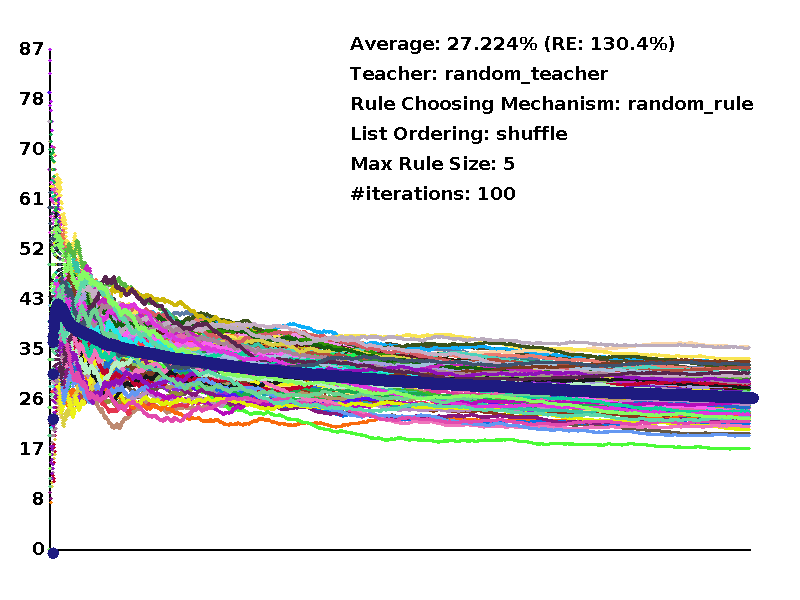 Average: 27.224% (RE: 130.4%)
Teacher: random_teacher
Rule Choosing Mechanism: random_rule
List Ordering: shuffle
Max Rule Size: 5
#iterations: 100
87
78
70
61
52
43
35
26
17
8
0